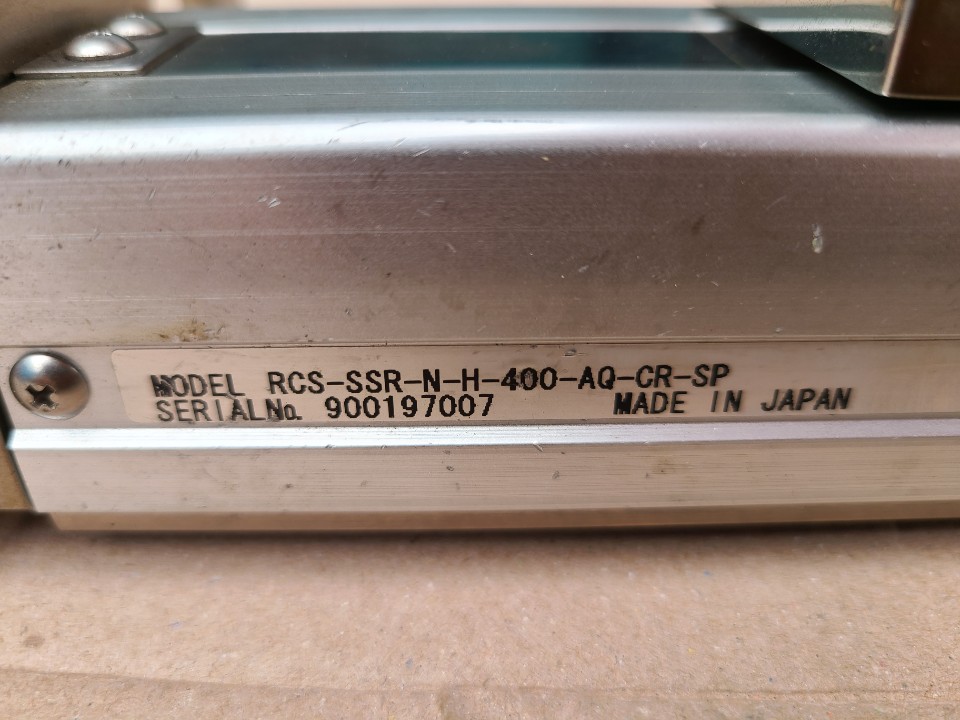 MODEL RCS-SSR-N-H-400-AQ-CR-SP
SERIALNo. 900197007 MADE IN JAPAN